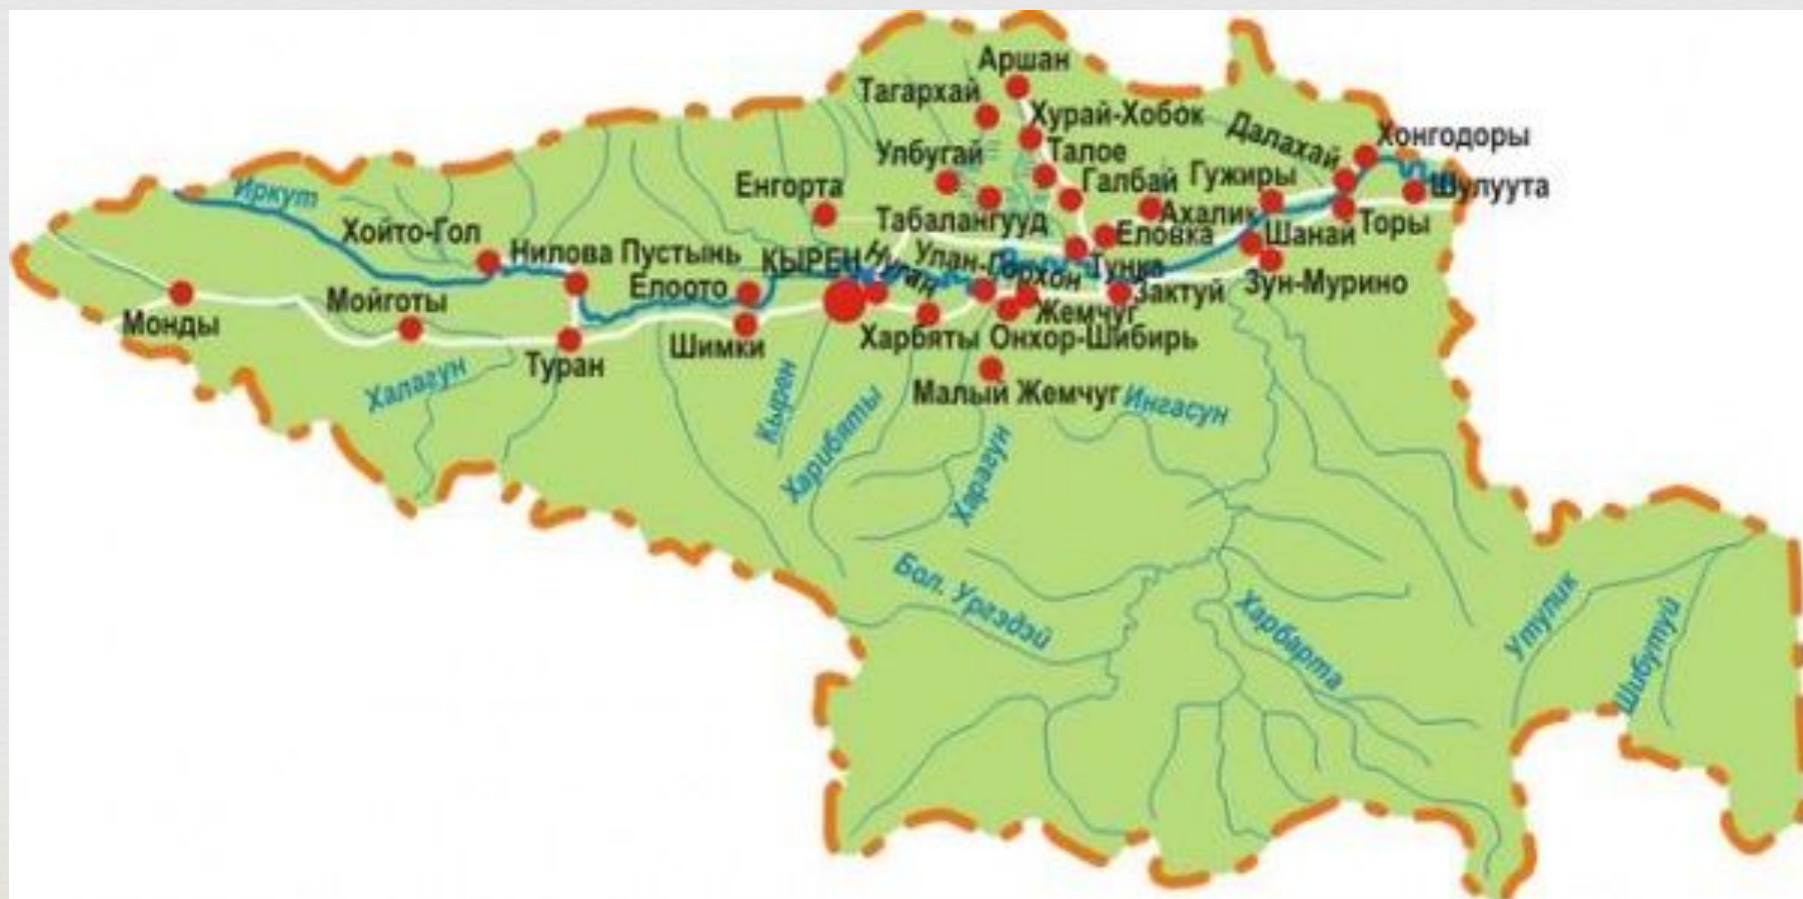 Аршан
Тагархай
Хурай-Хобок
Далахай
Хонгодоры
Улбугай
Талое
Енгорта
Галбай
Гужиры
Шулуута
Иркут
Хойто-Гол
Табалангууд
Ахалик
Торы
Еловка
Шанай
Нилова Пустынь
КЫРЕН
Нуган
Улан-Горхон
Тунка
Елоото
Зактуй
Зун-Мурино
Мойготы
Монды
Жемчуг
Шимки
Харбяты
Онхор-Шибирь
Туран
Халагун
Малый Жемчуг
Ингасун
Кырен
Харибяты
Харагун
Бол. Ургэдэй
Харбарта
Утулик
Шибутуй